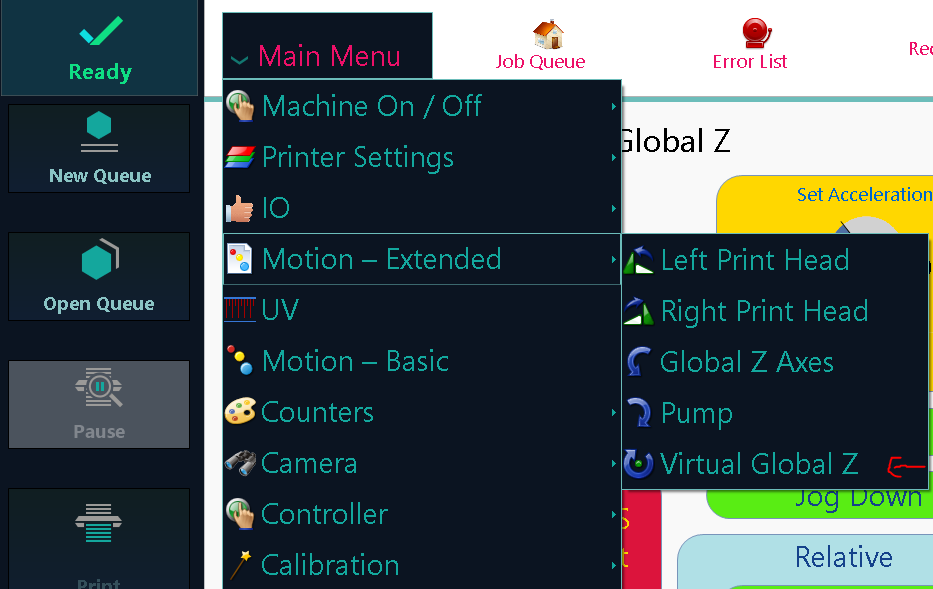 Ready
New Queue
Open Queue
Pause
Print
Main Menu
Job Queue
Error List
Machine On / Off
Printer Settings
IO
Motion – Extended
UV
Motion – Basic
Counters
Camera
Controller
Calibration
Global Z
Set Acceleration
Left Print Head
Right Print Head
Global Z Axes
Pump
Virtual Global Z
Jog Down
Relative